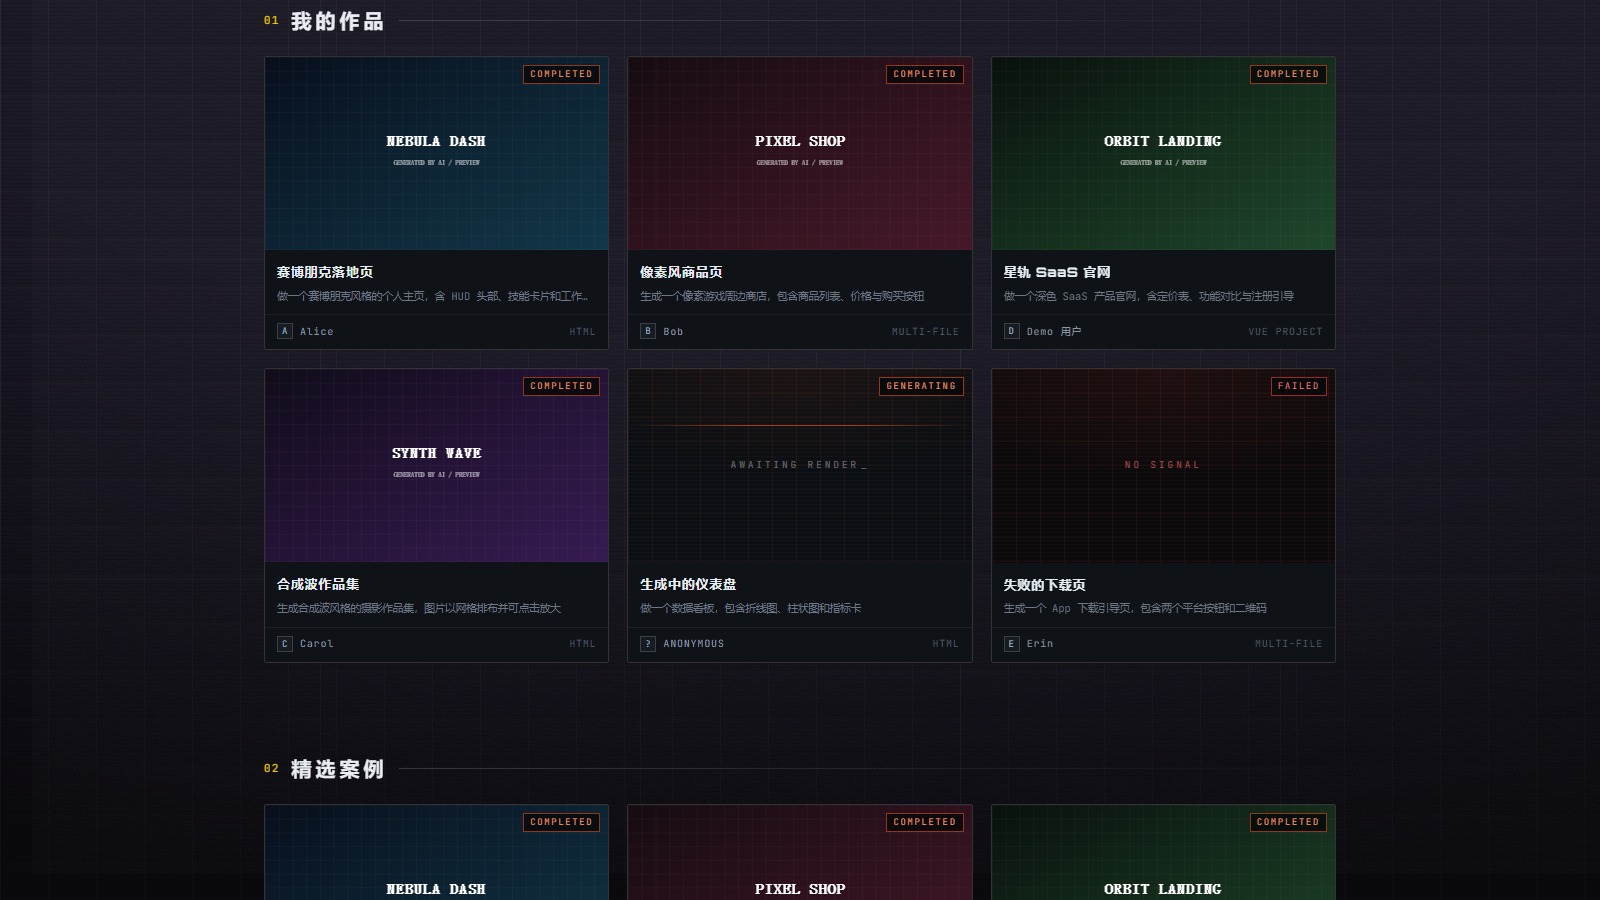 01 我的作品
COMPLETED
NEBULA DASH
GENERATED BY AI / PREVIEW
赛博朋克落地页
做一个赛博朋克风格的个人主页，含 HUD 头部、技能卡片和工作…
A Alice HTML
COMPLETED
PIXEL SHOP
GENERATED BY AI / PREVIEW
像素风商品页
生成一个像素游戏周边商店，包含商品列表、价格与购买按钮
B Bob MULTI-FILE
COMPLETED
ORBIT LANDING
GENERATED BY AI / PREVIEW
星轨 SaaS 官网
做一个深色 SaaS 产品官网，含定价表、功能对比与注册引导
D Demo 用户 VUE PROJECT
COMPLETED
SYNTH WAVE
GENERATED BY AI / PREVIEW
合成波作品集
生成合成波风格的摄影作品集，图片以网格排布并可点击放大
C Carol HTML
GENERATING
AWAITING RENDER_
生成中的仪表盘
做一个数据看板，包含折线图、柱状图和指标卡
? ANONYMOUS HTML
FAILED
NO SIGNAL
失败的下载页
生成一个 App 下载引导页，包含两个平台按钮和二维码
E Erin MULTI-FILE
02 精选案例
COMPLETED
NEBULA DASH
COMPLETED
PIXEL SHOP
COMPLETED
ORBIT LANDING